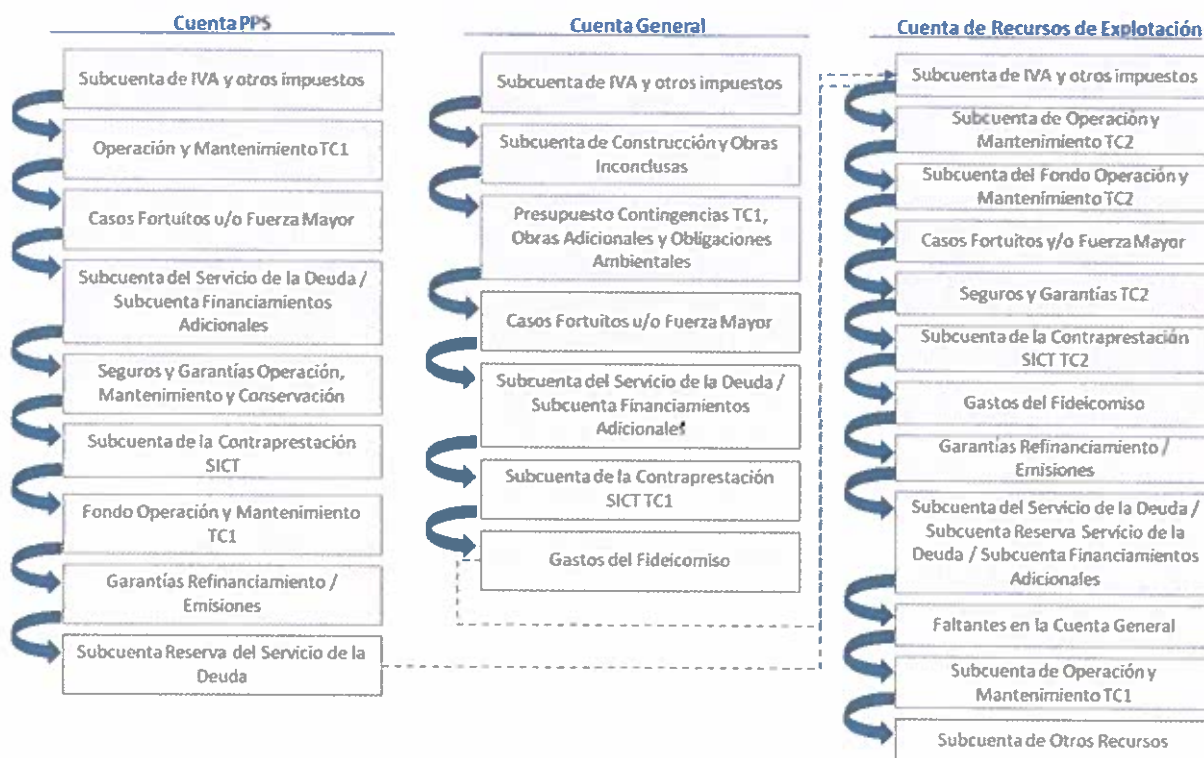 Cuenta PPS
Subcuenta de IVA y otros impuestos
Operación y Mantenimiento TC1
Casos Fortuitos u/o Fuerza Mayor
Subcuenta del Servicio de la Deuda /
Subcuenta Financiamientos
Adicionales
Seguros y Garantías Operación,
Mantenimiento y Conservación
Subcuenta de la Contraprestación
SICT
Fondo Operación y Mantenimiento
TC1
Garantías Refinanciamiento /
Emisiones
Subcuenta Reserva del Servicio de la
Deuda
Cuenta General
Subcuenta de IVA y otros impuestos
Subcuenta de Construcción y Obras
Inconclusas
Presupuesto Contingencias TC1,
Obras Adicionales y Obligaciones
Ambientales
Casos Fortuitos u/o Fuerza Mayor
Subcuenta del Servicio de la Deuda /
Subcuenta Financiamientos
Adicionales
Subcuenta de la Contraprestación
SICT TC1
Gastos del Fideicomiso
Cuenta de Recursos de Explotación
Subcuenta de IVA y otros impuestos
Subcuenta de Operación y
Mantenimiento TC2
Subcuenta del Fondo Operación y
Mantenimiento TC2
Casos Fortuitos y/o Fuerza Mayor
Seguros y Garantías TC2
Subcuenta de la Contraprestación
SICT TC2
Gastos del Fideicomiso
Garantías Refinanciamiento /
Emisiones
Subcuenta del Servicio de la Deuda /
Subcuenta Reserva Servicio de la
Deuda / Subcuenta Financiamientos
Adicionales
Faltantes en la Cuenta General
Subcuenta de Operación y
Mantenimiento TC1
Subcuenta de Otros Recursos